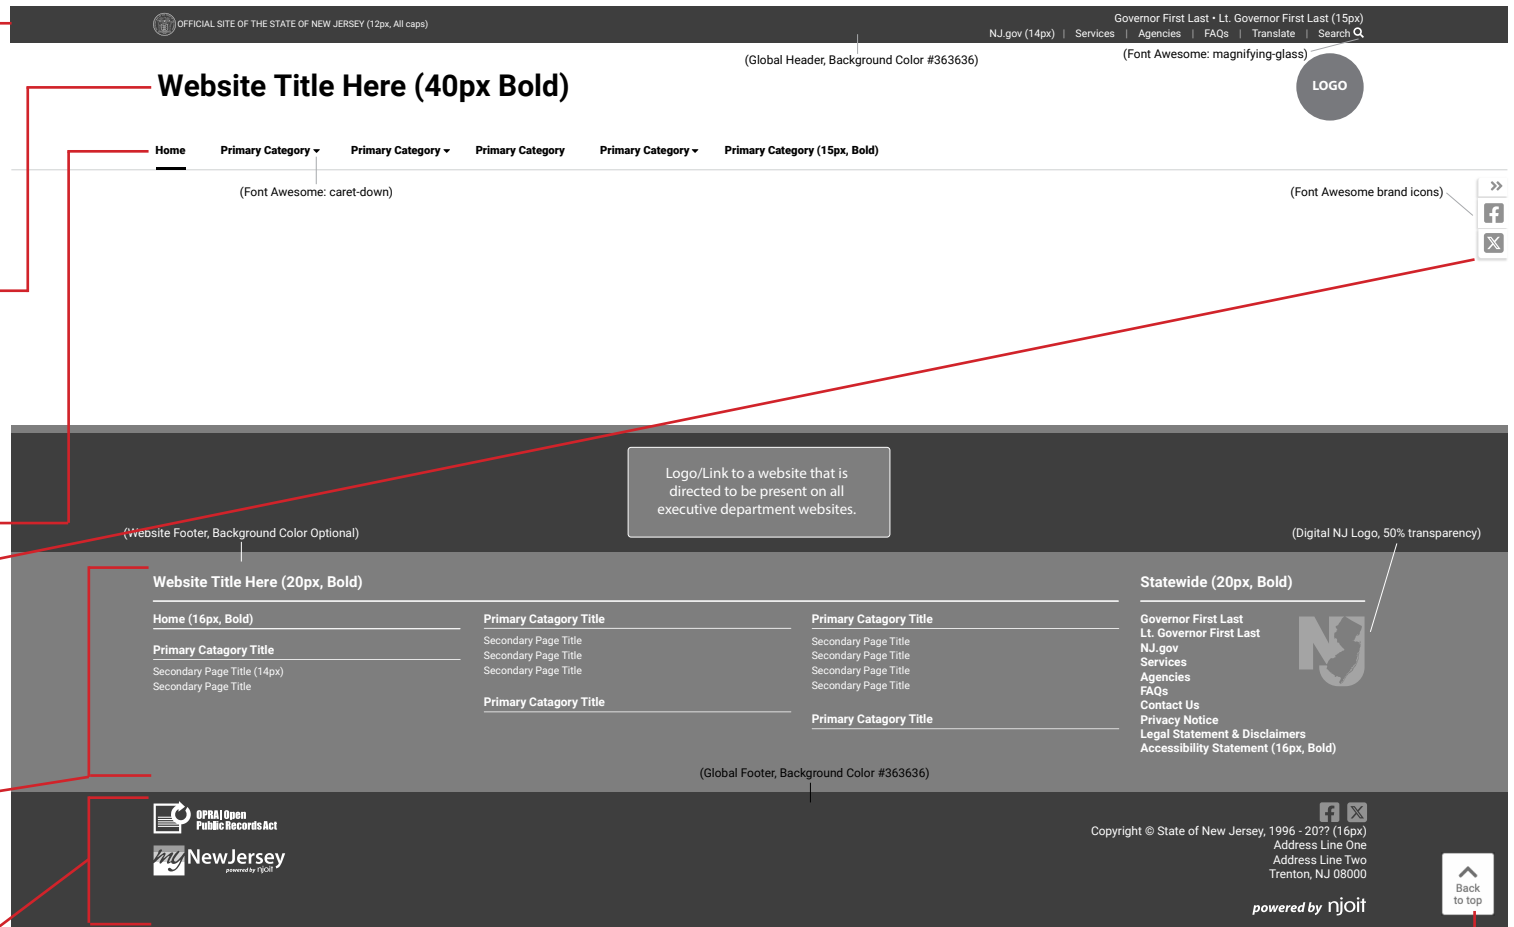 OFFICIAL SITE OF THE STATE OF NEW JERSEY (12px, All caps)
Governor First Last • Lt. Governor First Last (15px)
NJ.gov (14px) | Services | Agencies | FAQs | Translate | Search
(Global Header, Background Color #363636)
(Font Awesome: magnifying-glass)
Website Title Here (40px Bold)
LOGO
Home Primary Category Primary Category Primary Category Primary Category Primary Category (15px, Bold)
(Font Awesome: caret-down)
(Font Awesome brand icons)
Logo/Link to a website that is
directed to be present on all
executive department websites.
(Website Footer, Background Color Optional)
(Digital NJ Logo, 50% transparency)
Website Title Here (20px, Bold)
Home (16px, Bold)
Primary Catagory Title
Secondary Page Title (14px)
Secondary Page Title
Primary Catagory Title
Secondary Page Title
Secondary Page Title
Secondary Page Title
Primary Catagory Title
Primary Catagory Title
Secondary Page Title
Secondary Page Title
Secondary Page Title
Secondary Page Title
Primary Catagory Title
Statewide (20px, Bold)
Governor First Last
Lt. Governor First Last
NJ.gov
Services
Agencies
FAQs
Contact Us
Privacy Notice
Legal Statement & Disclaimers
Accessibility Statement (16px, Bold)
NJ
(Global Footer, Background Color #363636)
OPRA|Open
Public Records Act
my NewJersey
powered by njoit
Copyright © State of New Jersey, 1996 - 20?? (16px)
Address Line One
Address Line Two
Trenton, NJ 08000
powered by njoit
Back
to top